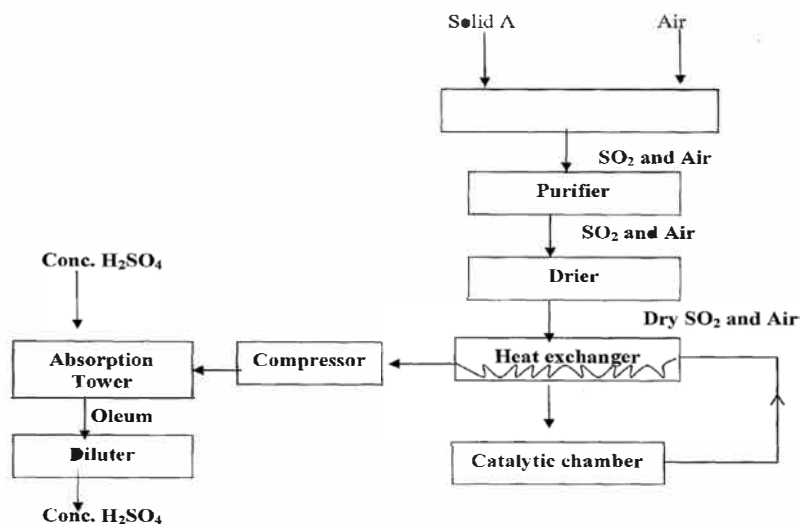 Solid A
Air
SO₂ and Air
Purifier
SO₂ and Air
Conc. H₂SO₄
Drier
Dry SO₂ and Air
Absorption
Tower
Compressor
Heat exchanger
Oleum
Diluter
Catalytic chamber
Conc. H₂SO₄